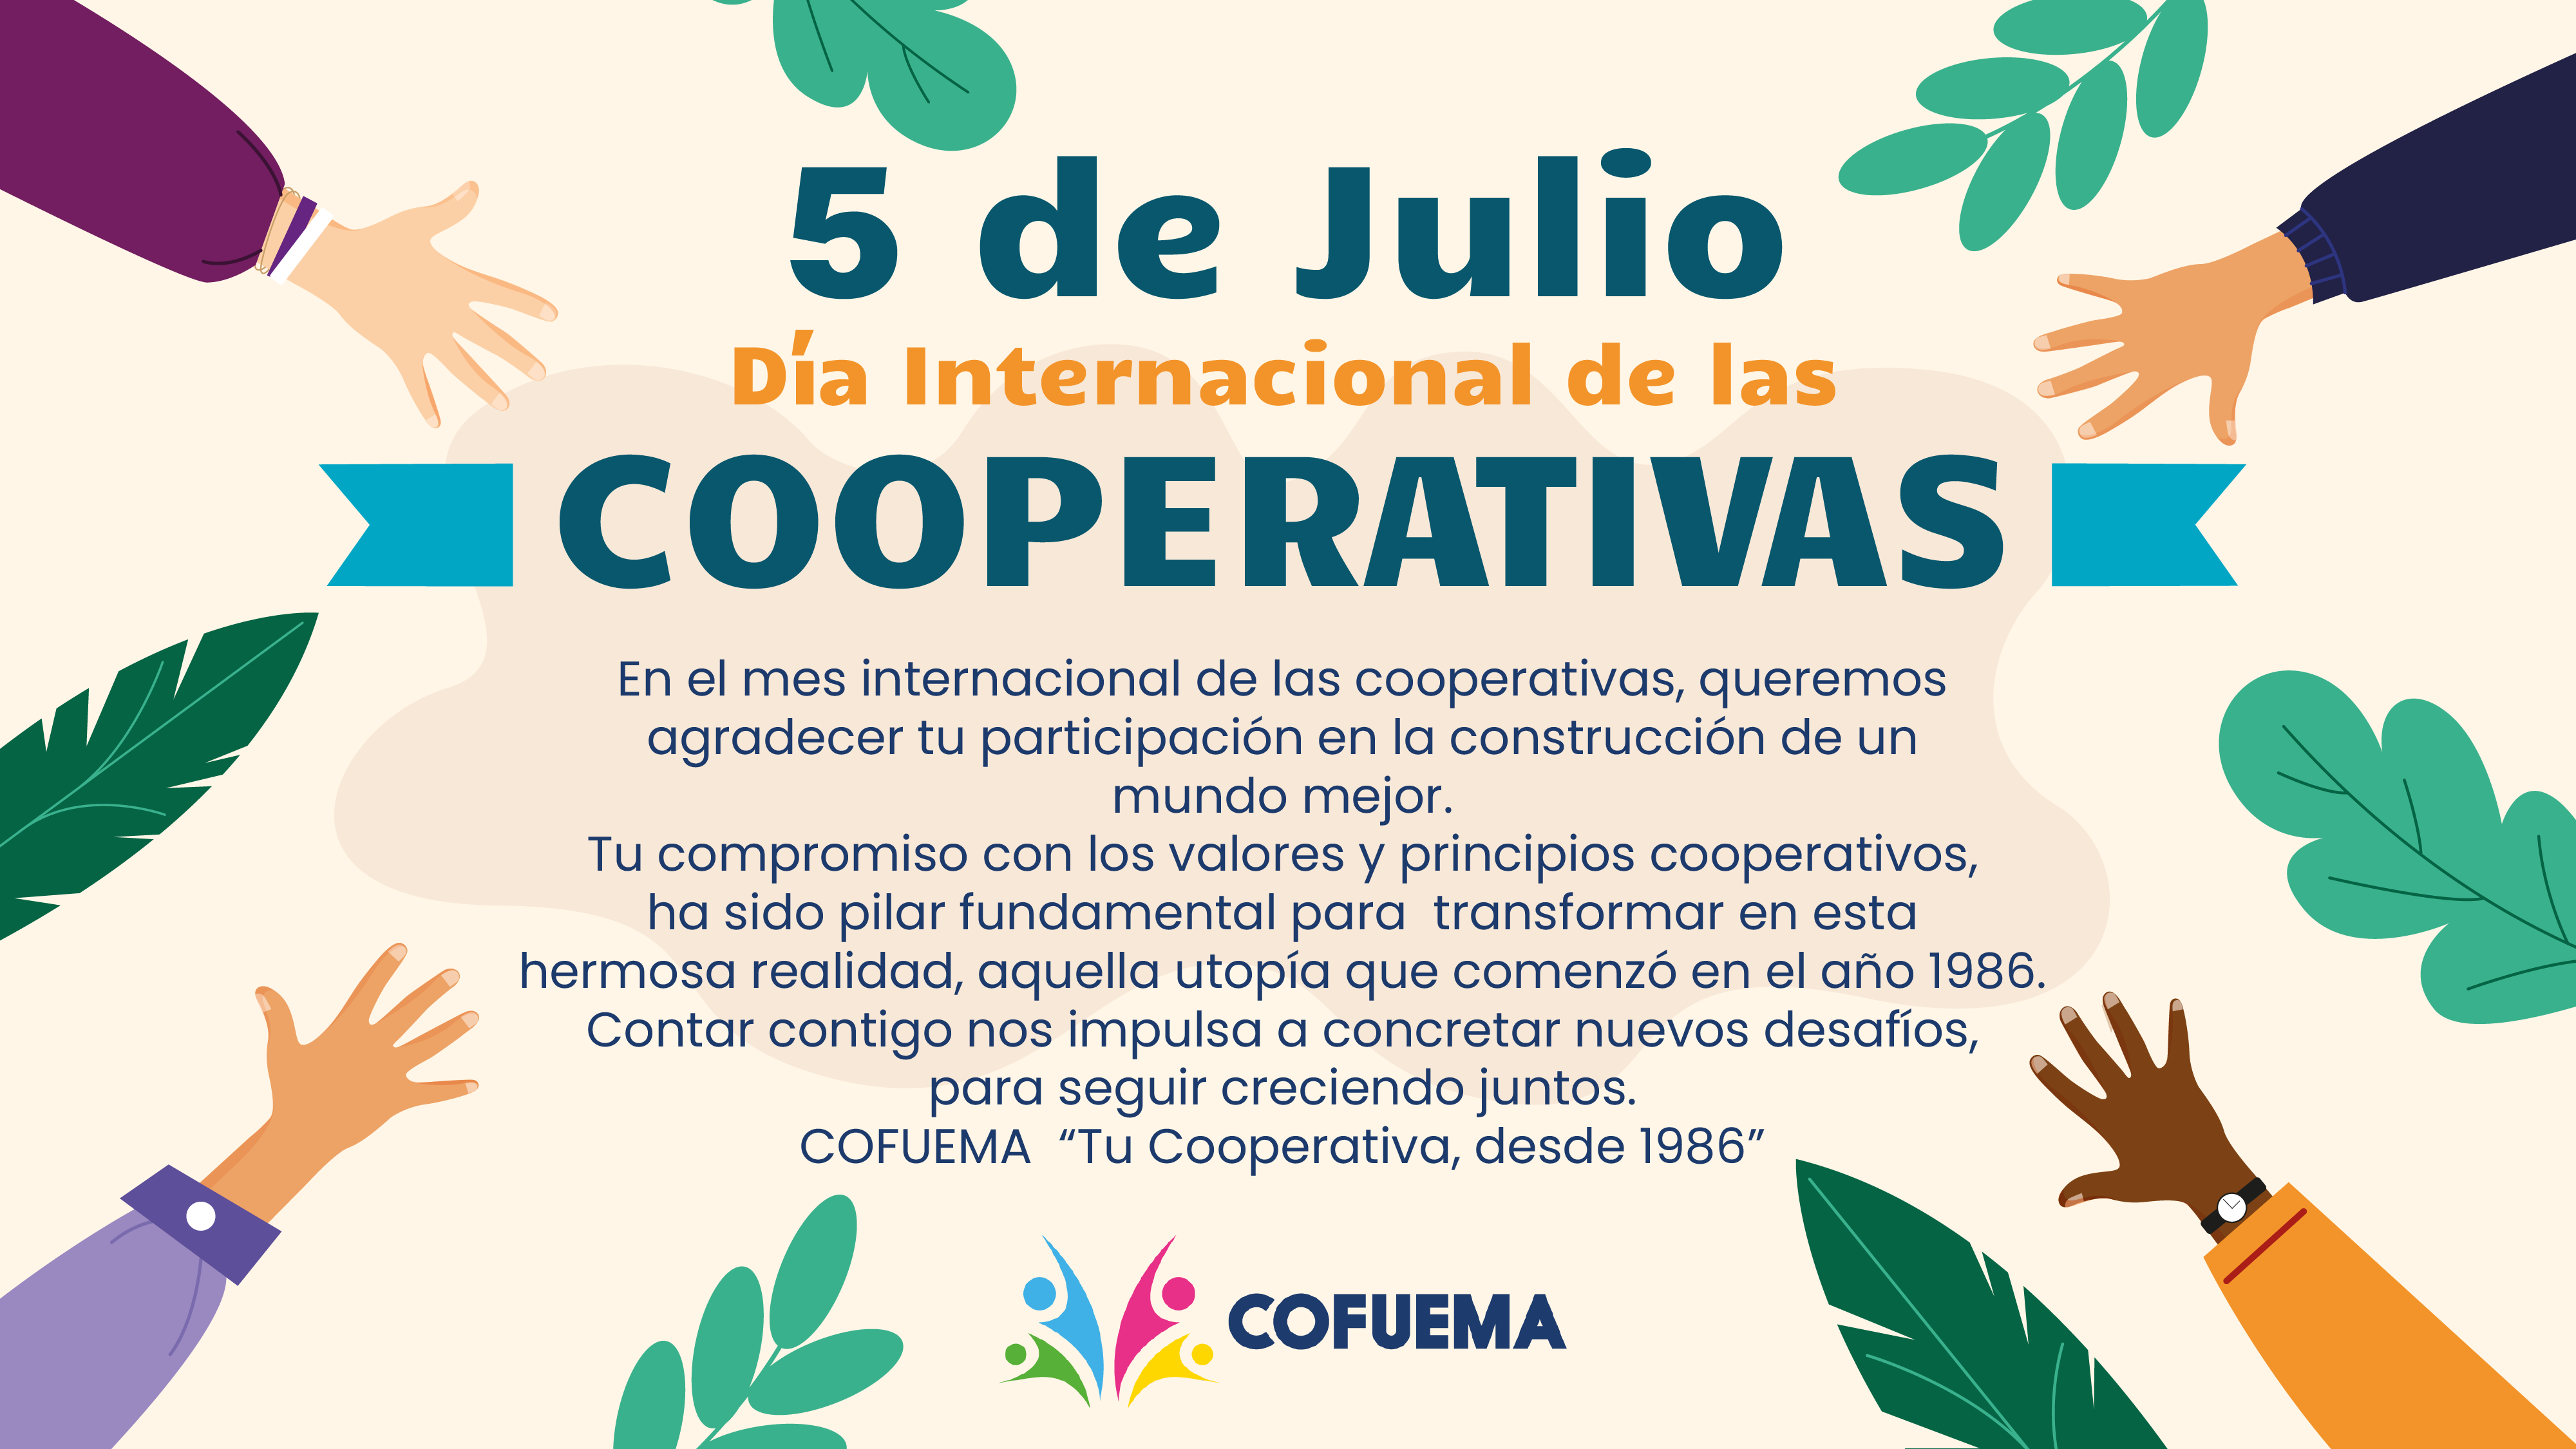 5 de Julio
Día Internacional de las
COOPERATIVAS
En el mes internacional de las cooperativas, queremos
agradecer tu participación en la construcción de un
mundo mejor.
Tu compromiso con los valores y principios cooperativos,
ha sido pilar fundamental para  transformar en esta
hermosa realidad, aquella utopía que comenzó en el año 1986.
Contar contigo nos impulsa a concretar nuevos desafíos,
para seguir creciendo juntos.
COFUEMA  “Tu Cooperativa, desde 1986”
COFUEMA